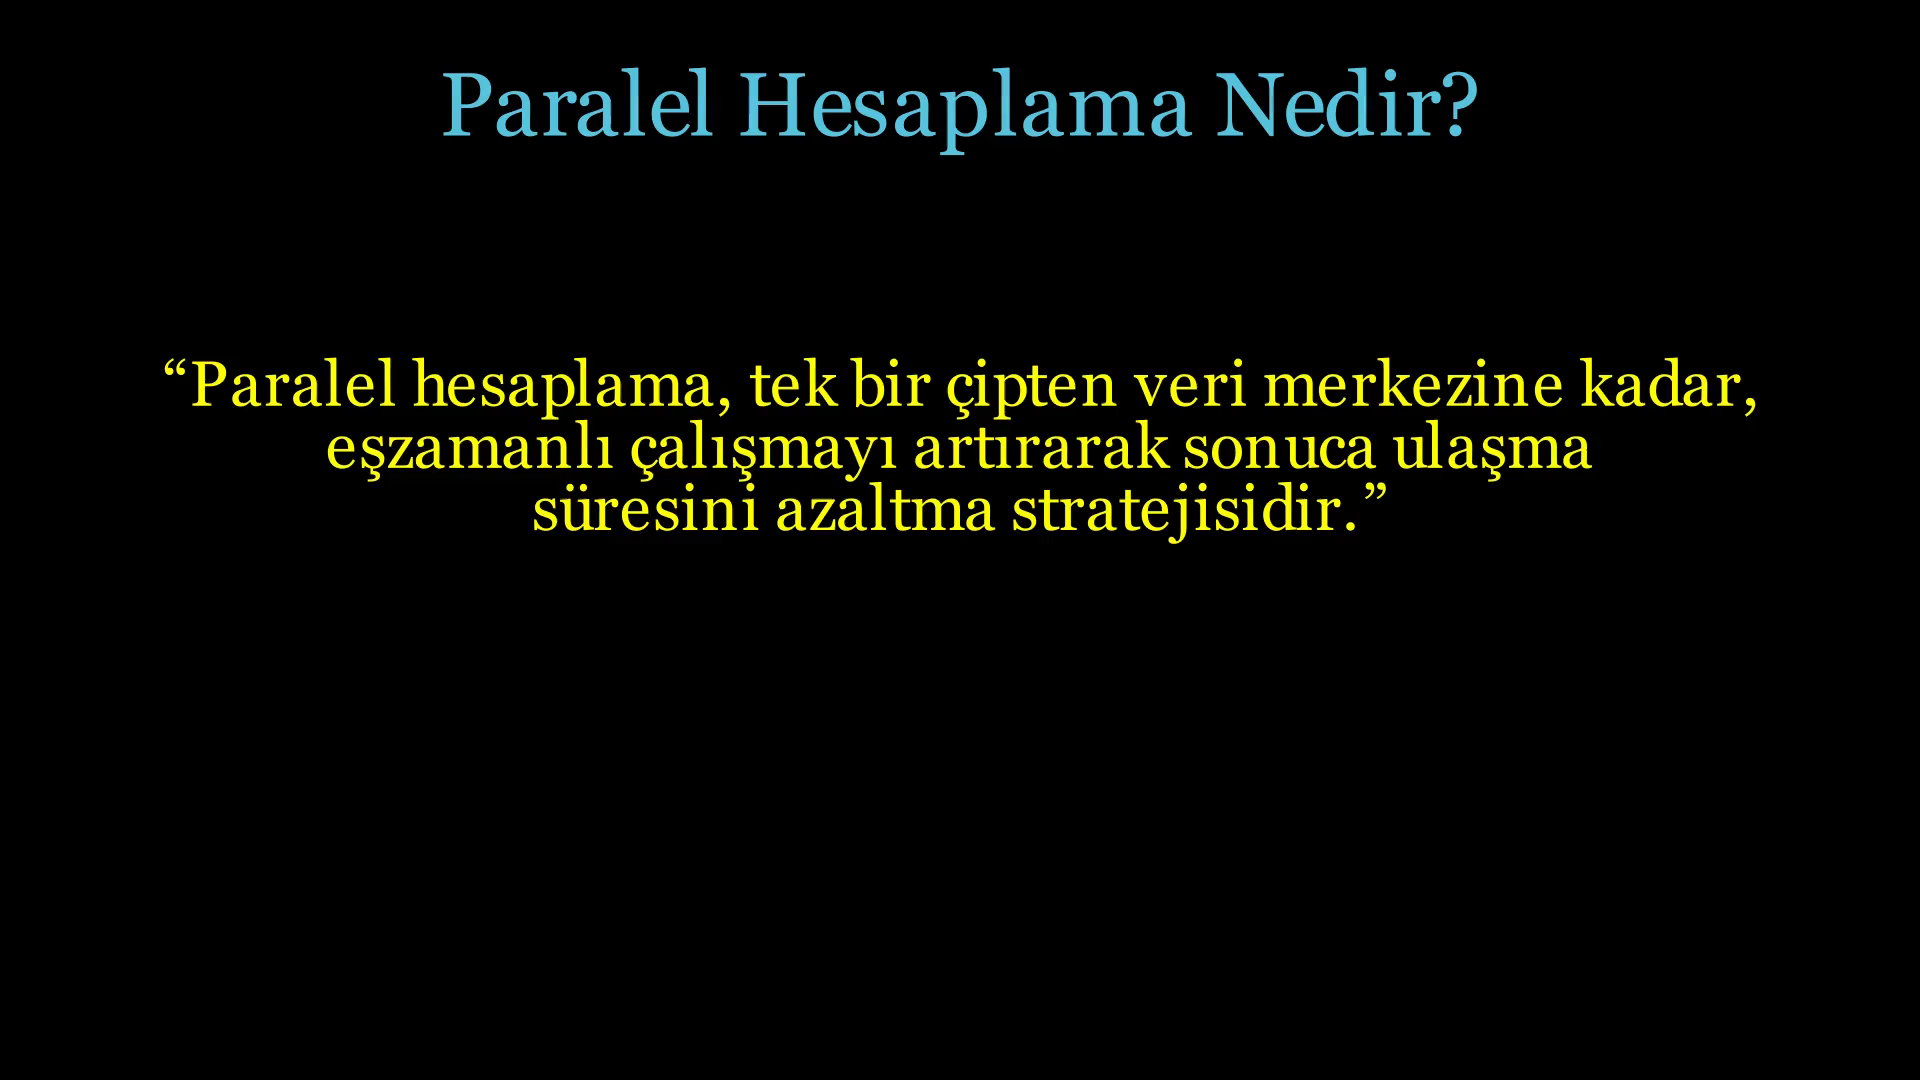 Paralel Hesaplama Nedir?
“Paralel hesaplama, tek bir çipten veri merkezine kadar,
eşzamanlı çalışmayı artırarak sonuca ulaşma
süresini azaltma stratejisidir.”